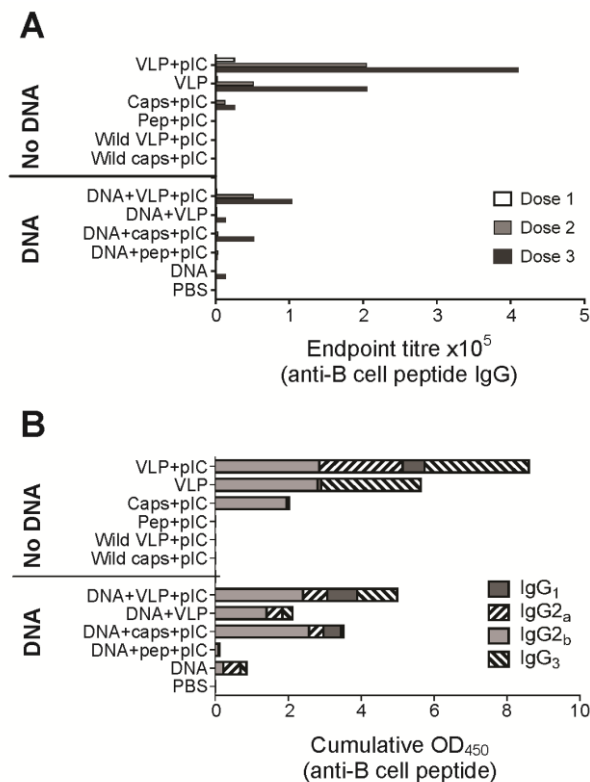 A
No DNA
VLP+pIC
VLP
Caps+pIC
Pep+pIC
Wild VLP+pIC
Wild caps+pIC
DNA
DNA+VLP+pIC
DNA+VLP
DNA+caps+pIC
DNA+pep+pIC
DNA
PBS
Dose 1
Dose 2
Dose 3
0 1 2 3 4 5
Endpoint titre x10⁵
(anti-B cell peptide IgG)
B
No DNA
VLP+pIC
VLP
Caps+pIC
Pep+pIC
Wild VLP+pIC
Wild caps+pIC
DNA
DNA+VLP+pIC
DNA+VLP
DNA+caps+pIC
DNA+pep+pIC
DNA
PBS
IgG₁
IgG2ₐ
IgG2b
IgG₃
0 2 4 6 8 10
Cumulative OD₄₅₀
(anti-B cell peptide)